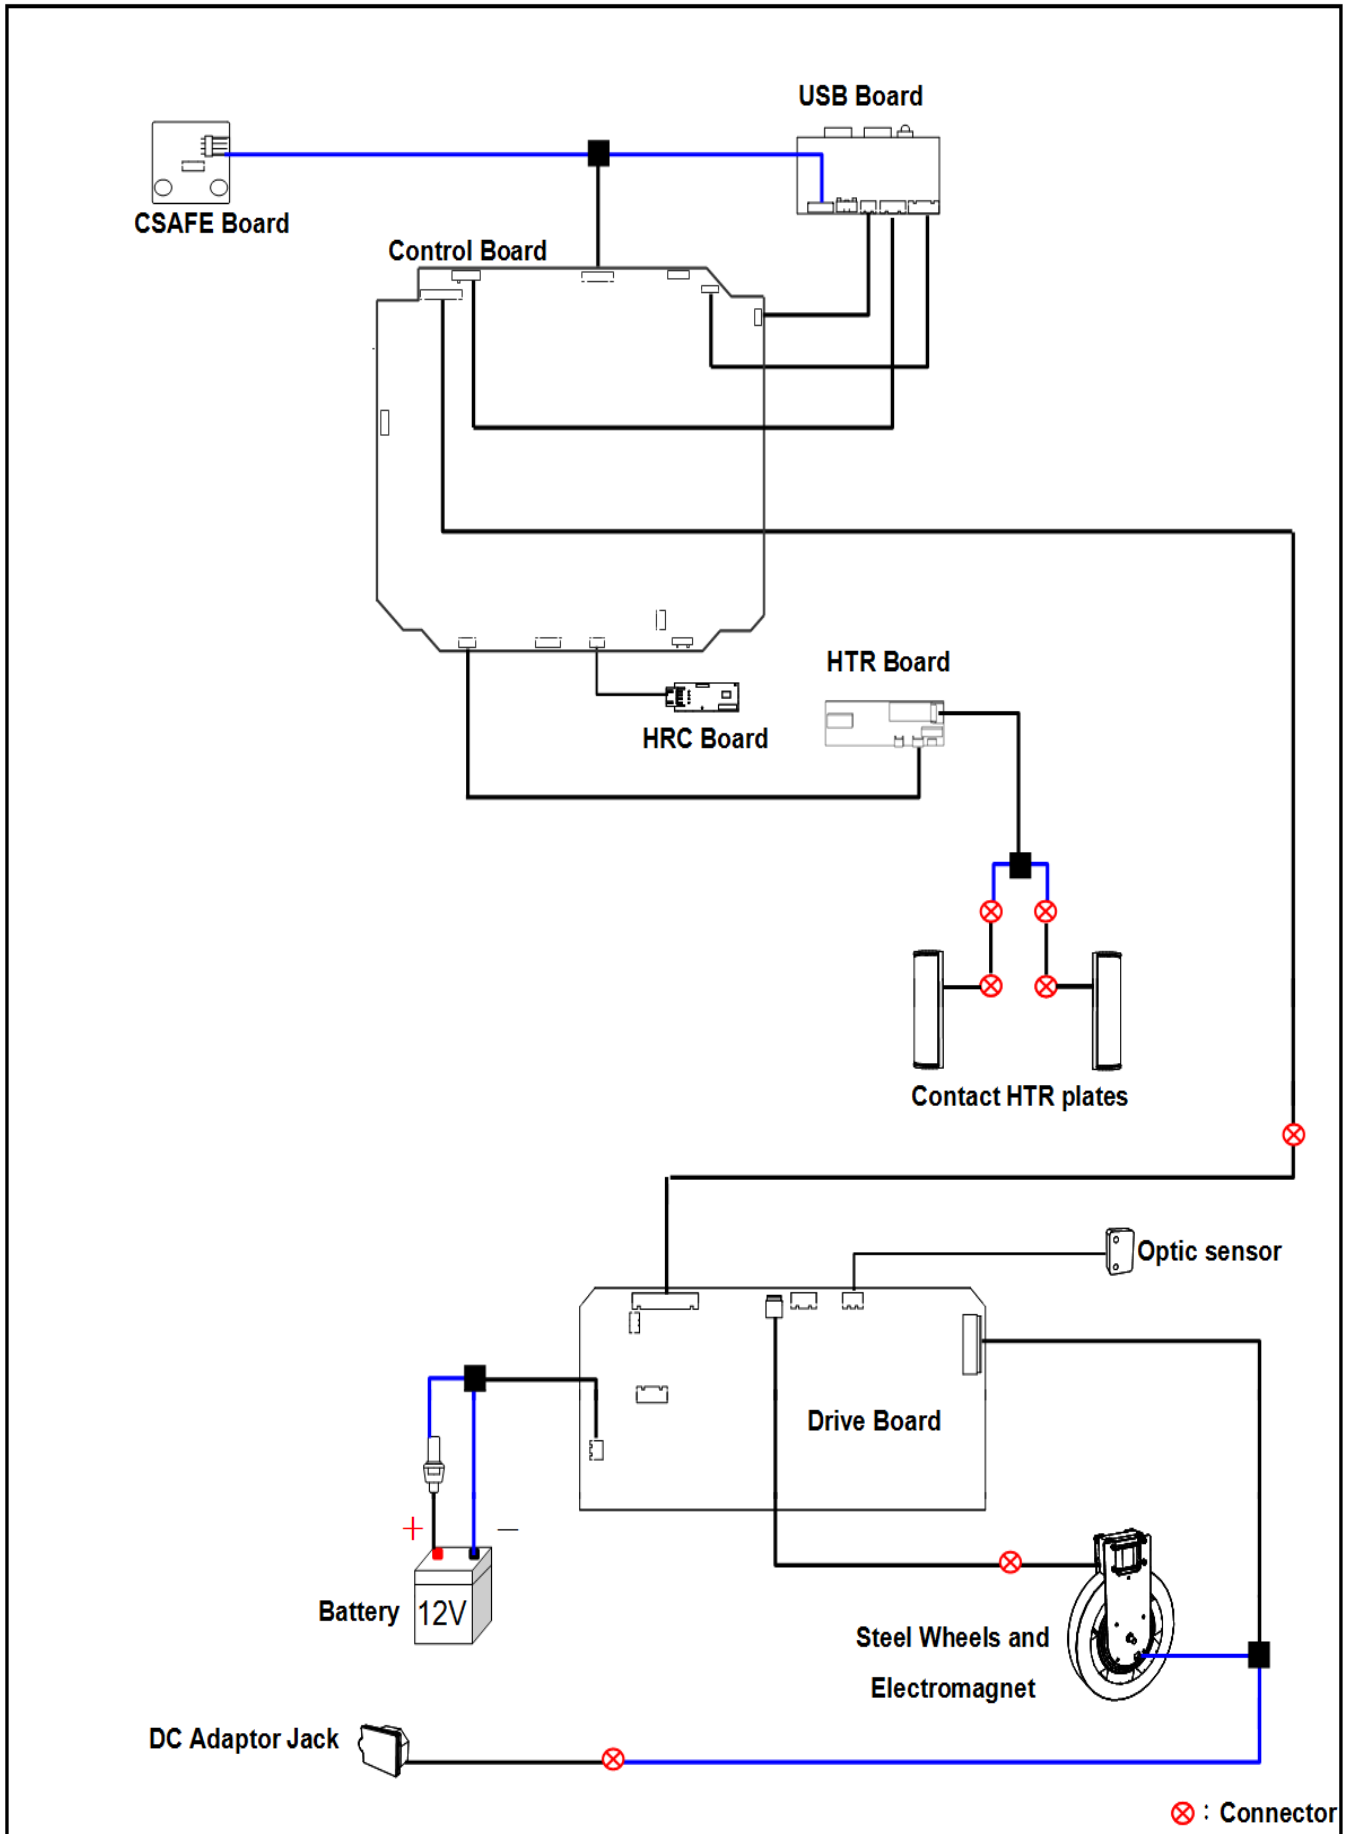 USB Board
CSAFE Board
Control Board
HTR Board
HRC Board
Contact HTR plates
Optic sensor
Drive Board
+ —
Battery
12V
Steel Wheels and
Electromagnet
DC Adaptor Jack
: Connector